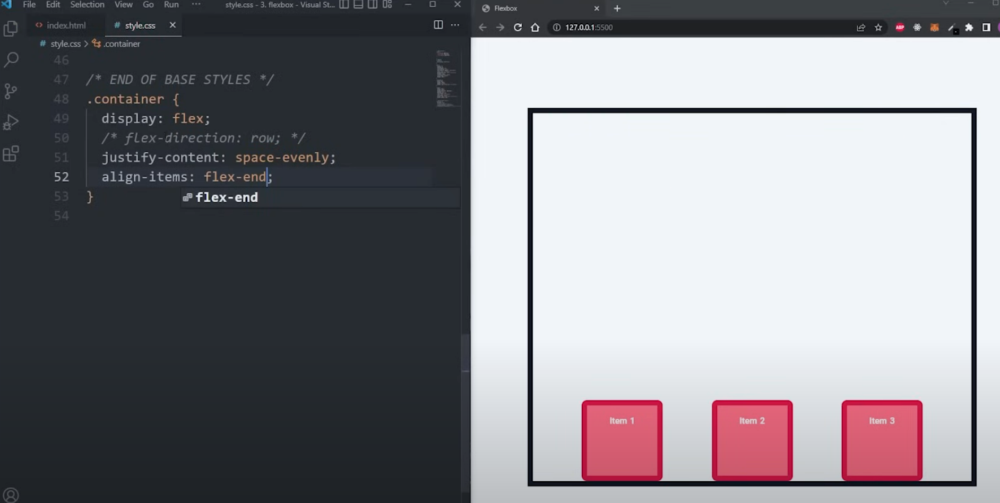 File Edit Selection View Go Run ··· style.css - 3. flexbox - Visual St...
index.html # style.css
# style.css > .container
46
47 /* END OF BASE STYLES */
48 .container {
49 display: flex;
50 /* flex-direction: row; */
51 justify-content: space-evenly;
52 align-items: flex-end;
53 }
flex-end
54
Flexbox
127.0.0.1:5500
ABP
Item 1 Item 2 Item 3